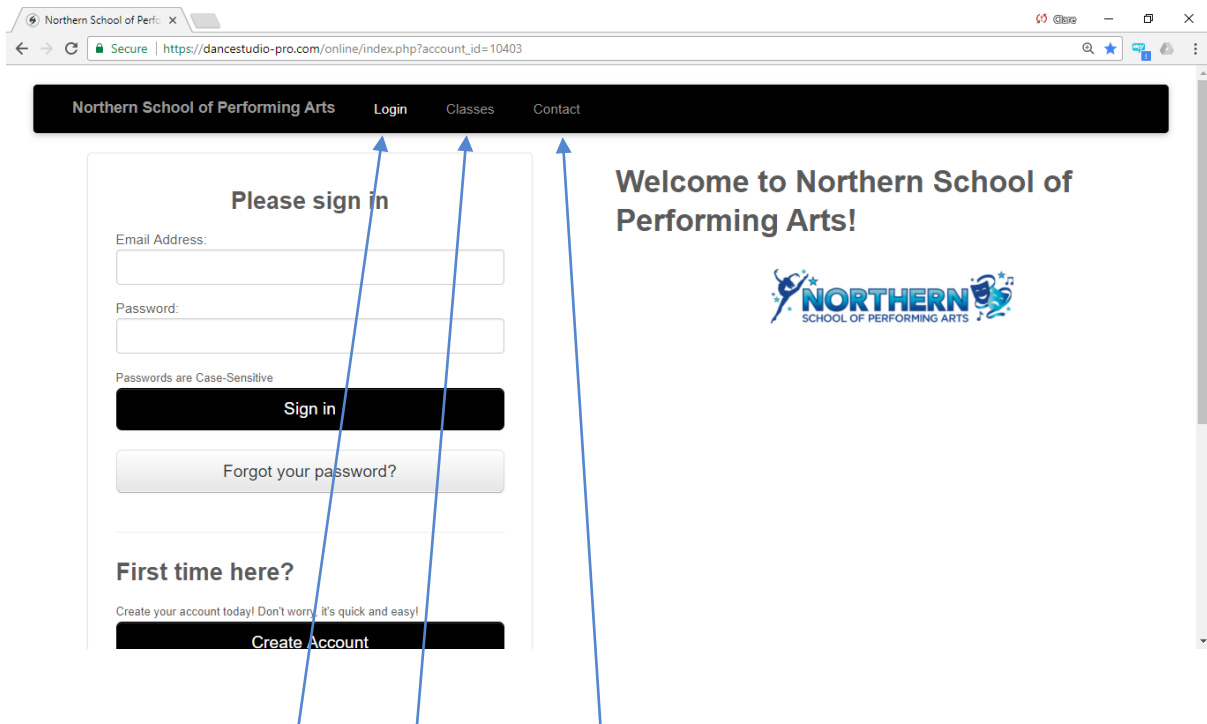 Northern School of Perfo
Clara
Secure | https://dancestudio-pro.com/online/index.php?account_id=10403
Northern School of Performing Arts Login Classes Contact
Please sign in
Email Address:
Password:
Passwords are Case-Sensitive
Sign in
Forgot your password?
First time here?
Create your account today! Don't worry, it's quick and easy!
Create Account
Welcome to Northern School of
Performing Arts!
NORTHERN
SCHOOL OF PERFORMING ARTS